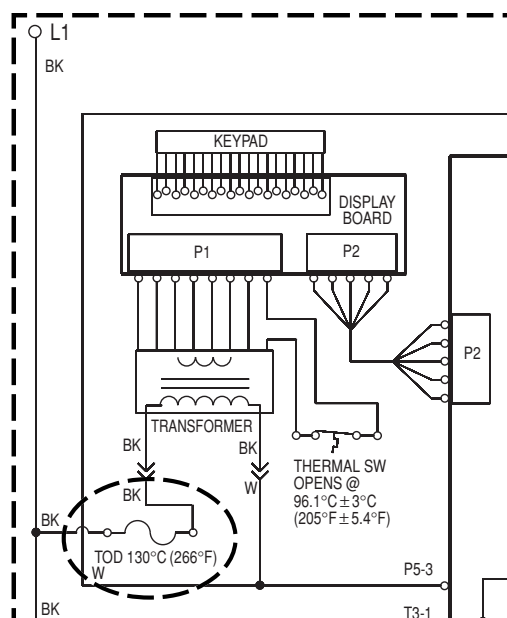 L1
BK
KEYPAD
DISPLAY
BOARD
P1
P2
P2
TRANSFORMER
BK
BK
THERMAL SW
OPENS @
96.1°C ± 3°C
(205°F ± 5.4°F)
BK
W
BK
TOD 130°C (266°F)
W
P5-3
BK
T3-1